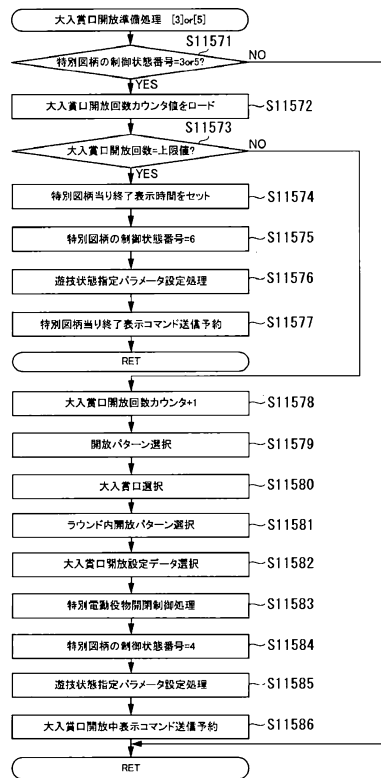 大入賞口開放準備処理 [3]or[5]
S11571
特別図柄の制御状態番号=3or5?
NO
YES
大入賞口開放回数カウンタ値をロード
S11572
S11573
大入賞口開放回数=上限値?
NO
YES
特別図柄当り終了表示時間をセット
S11574
特別図柄の制御状態番号=6
S11575
遊技状態指定パラメータ設定処理
S11576
特別図柄当り終了表示コマンド送信予約
S11577
RET
大入賞口開放回数カウンタ+1
S11578
開放パターン選択
S11579
大入賞口選択
S11580
ラウンド内開放パターン選択
S11581
大入賞口開放設定データ選択
S11582
特別電動役物開閉制御処理
S11583
特別図柄の制御状態番号=4
S11584
遊技状態指定パラメータ設定処理
S11585
大入賞口開放中表示コマンド送信予約
S11586
RET